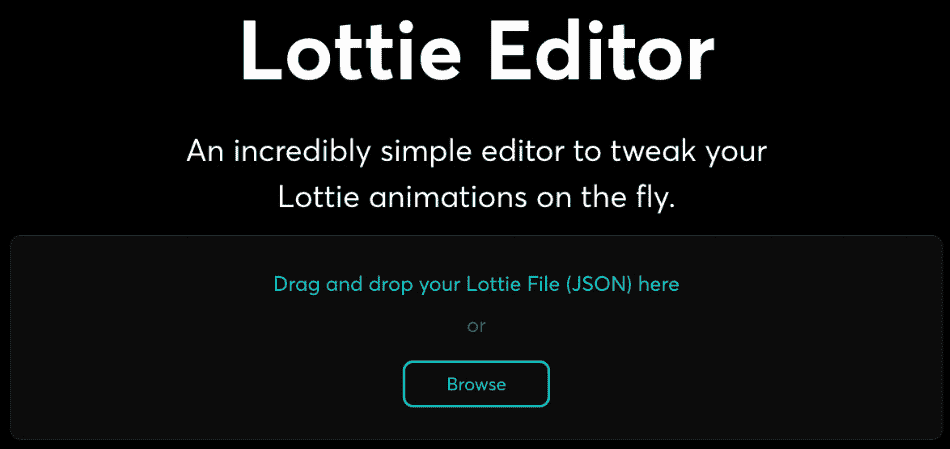 Lottie Editor
An incredibly simple editor to tweak your
Lottie animations on the fly.
Drag and drop your Lottie File (JSON) here
or
Browse